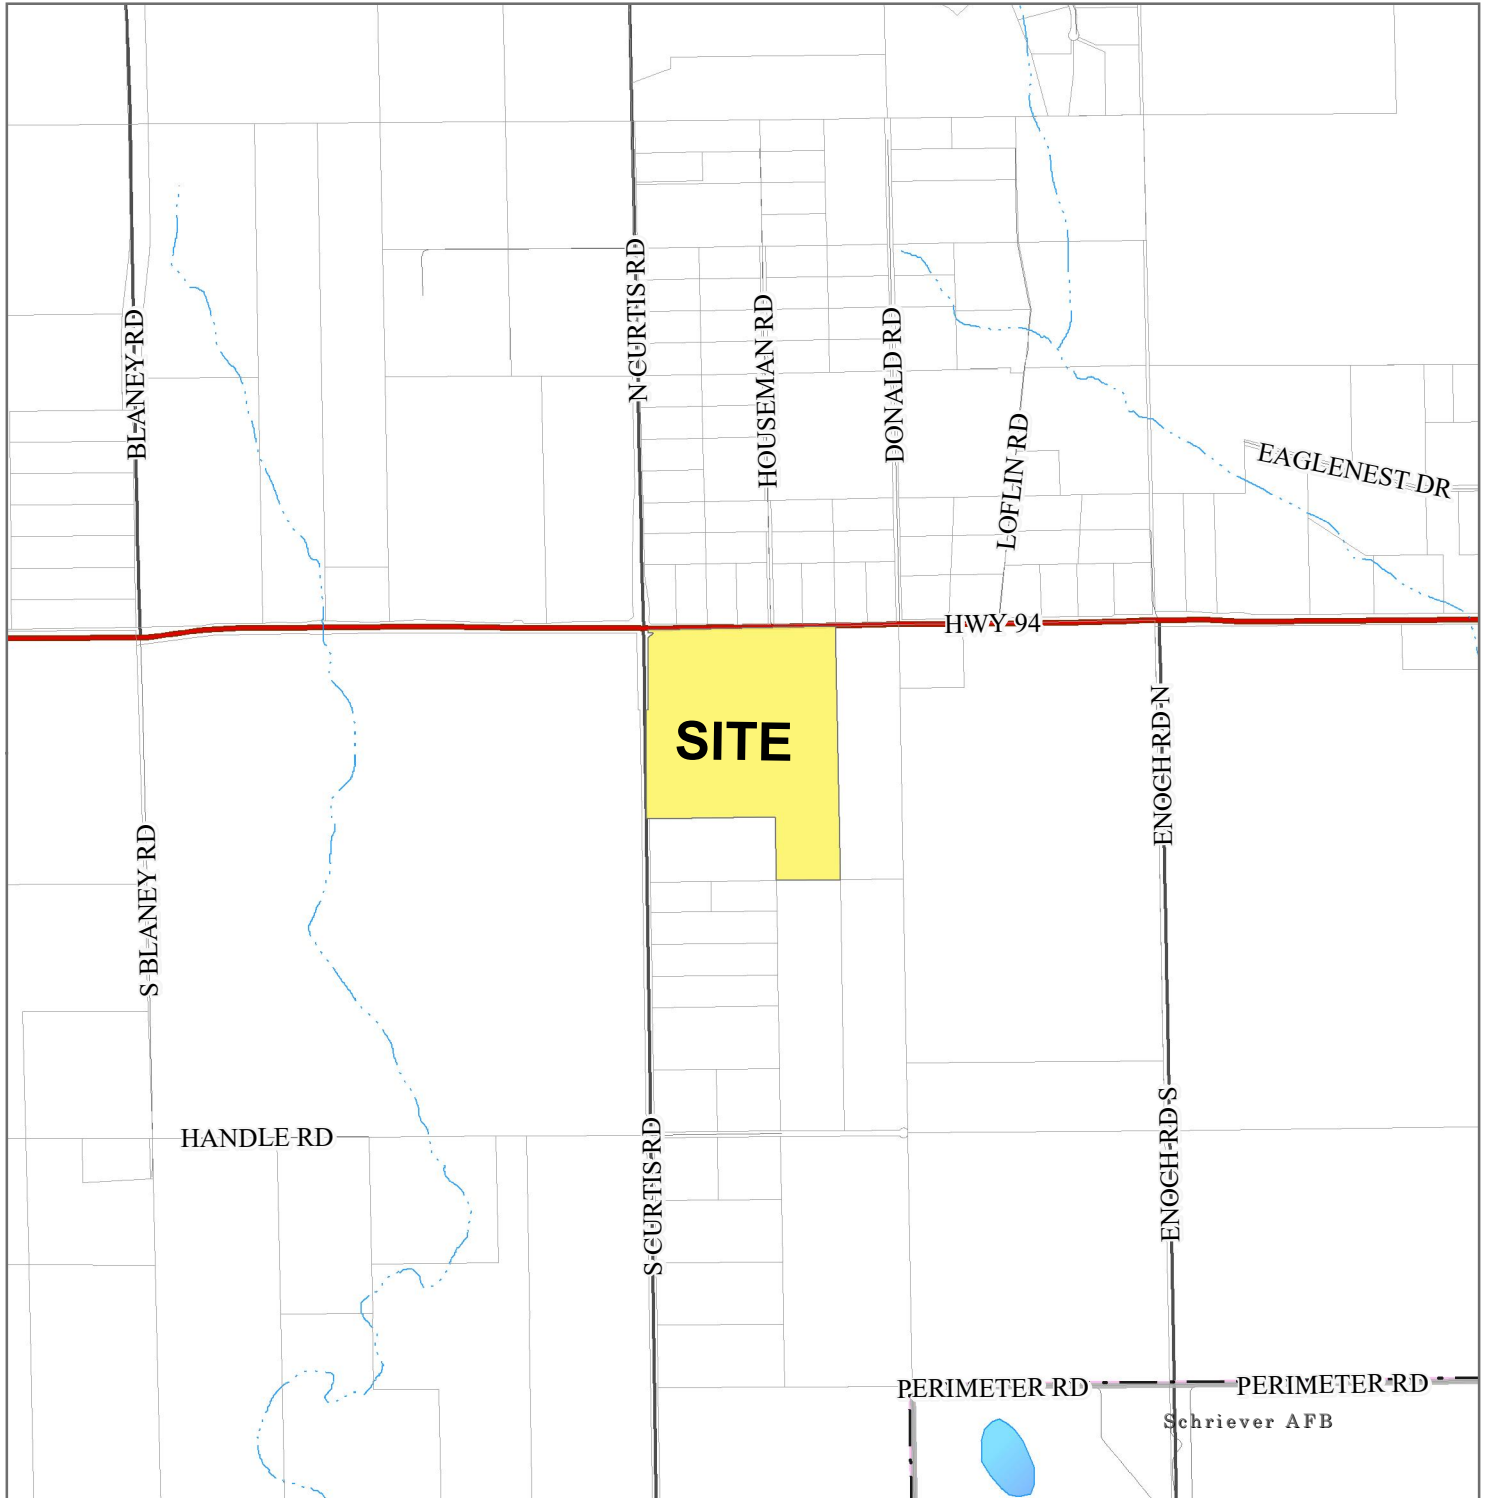 N CURTIS RD
HOUSEMAN RD
BLANEY RD
DONALD RD
LOFLIN RD
EAGLENEST DR
HWY 94
SITE
ENOCH RD N
S BLANEY RD
ENOCH RD S
HANDLE RD
S CURTIS RD
PERIMETER RD
PERIMETER RD
Schriever AFB